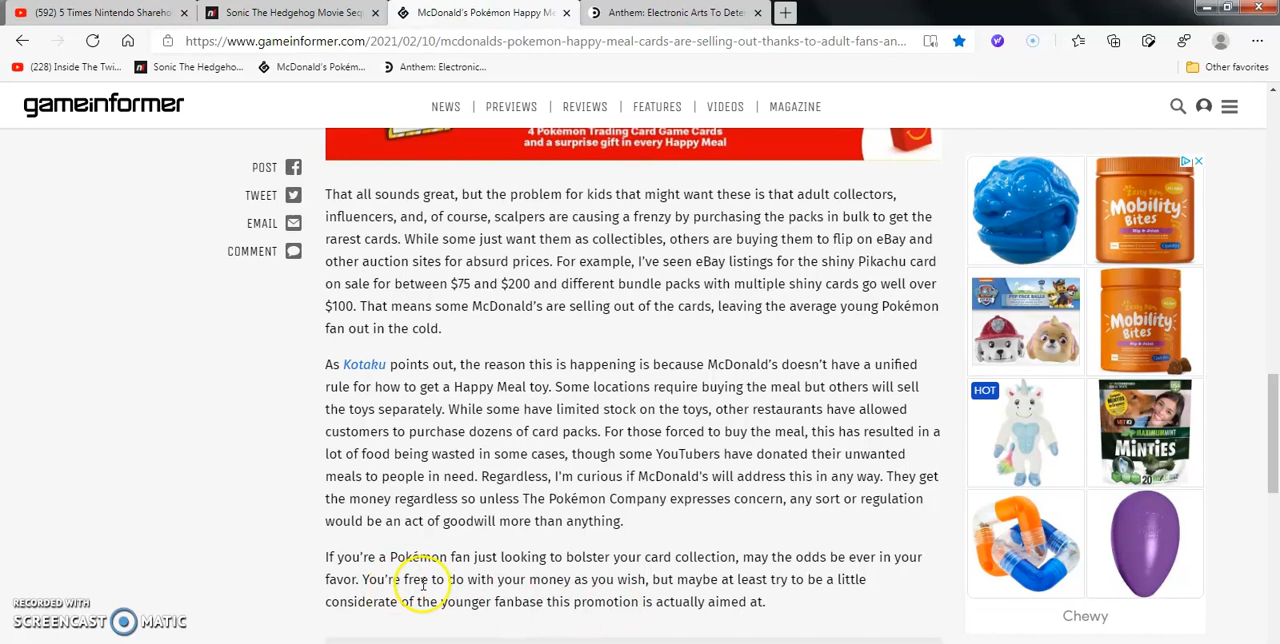 (592) 5 Times Nintendo Shareho
Sonic The Hedgehog Movie Seq
McDonald's Pokémon Happy Me
Anthem: Electronic Arts To Deter
https://www.gameinformer.com/2021/02/10/mcdonalds-pokemon-happy-meal-cards-are-selling-out-thanks-to-adult-fans-an...
(228) Inside The Twi...
Sonic The Hedgeho...
McDonald's Pokém...
Anthem: Electronic...
Other favorites
gameinformer
NEWS | PREVIEWS | REVIEWS | FEATURES | VIDEOS | MAGAZINE
4 Pokémon Trading Card Game Cards
and a surprise gift in every Happy Meal
POST
TWEET
EMAIL
COMMENT
That all sounds great, but the problem for kids that might want these is that adult collectors,
influencers, and, of course, scalpers are causing a frenzy by purchasing the packs in bulk to get the
rarest cards. While some just want them as collectibles, others are buying them to flip on eBay and
other auction sites for absurd prices. For example, I've seen eBay listings for the shiny Pikachu card
on sale for between $75 and $200 and different bundle packs with multiple shiny cards go well over
$100. That means some McDonald's are selling out of the cards, leaving the average young Pokémon
fan out in the cold.
As Kotaku points out, the reason this is happening is because McDonald's doesn't have a unified
rule for how to get a Happy Meal toy. Some locations require buying the meal but others will sell
the toys separately. While some have limited stock on the toys, other restaurants have allowed
customers to purchase dozens of card packs. For those forced to buy the meal, this has resulted in a
lot of food being wasted in some cases, though some YouTubers have donated their unwanted
meals to people in need. Regardless, I'm curious if McDonald's will address this in any way. They get
the money regardless so unless The Pokémon Company expresses concern, any sort or regulation
would be an act of goodwill more than anything.
If you're a Pokémon fan just looking to bolster your card collection, may the odds be ever in your
favor. You're free to do with your money as you wish, but maybe at least try to be a little
considerate of the younger fanbase this promotion is actually aimed at.
Mobility
Bites
Hip & Joint
Mobility
Bites
HOT
MINTIES
Chewy
RECORDED WITH
SCREENCAST MATIC